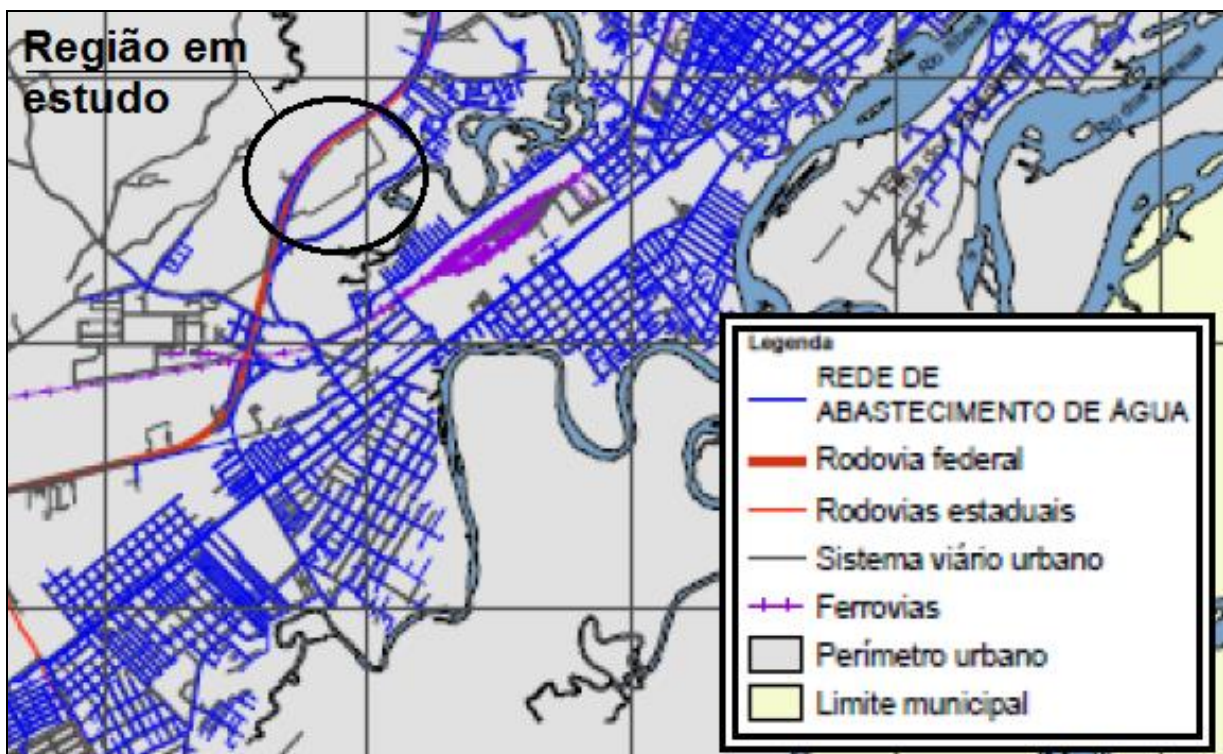 Região em
estudo
Legenda
REDE DE
ABASTECIMENTO DE ÁGUA
Rodovia federal
Rodovias estaduais
Sistema viário urbano
Ferrovias
Perímetro urbano
Limite municipal